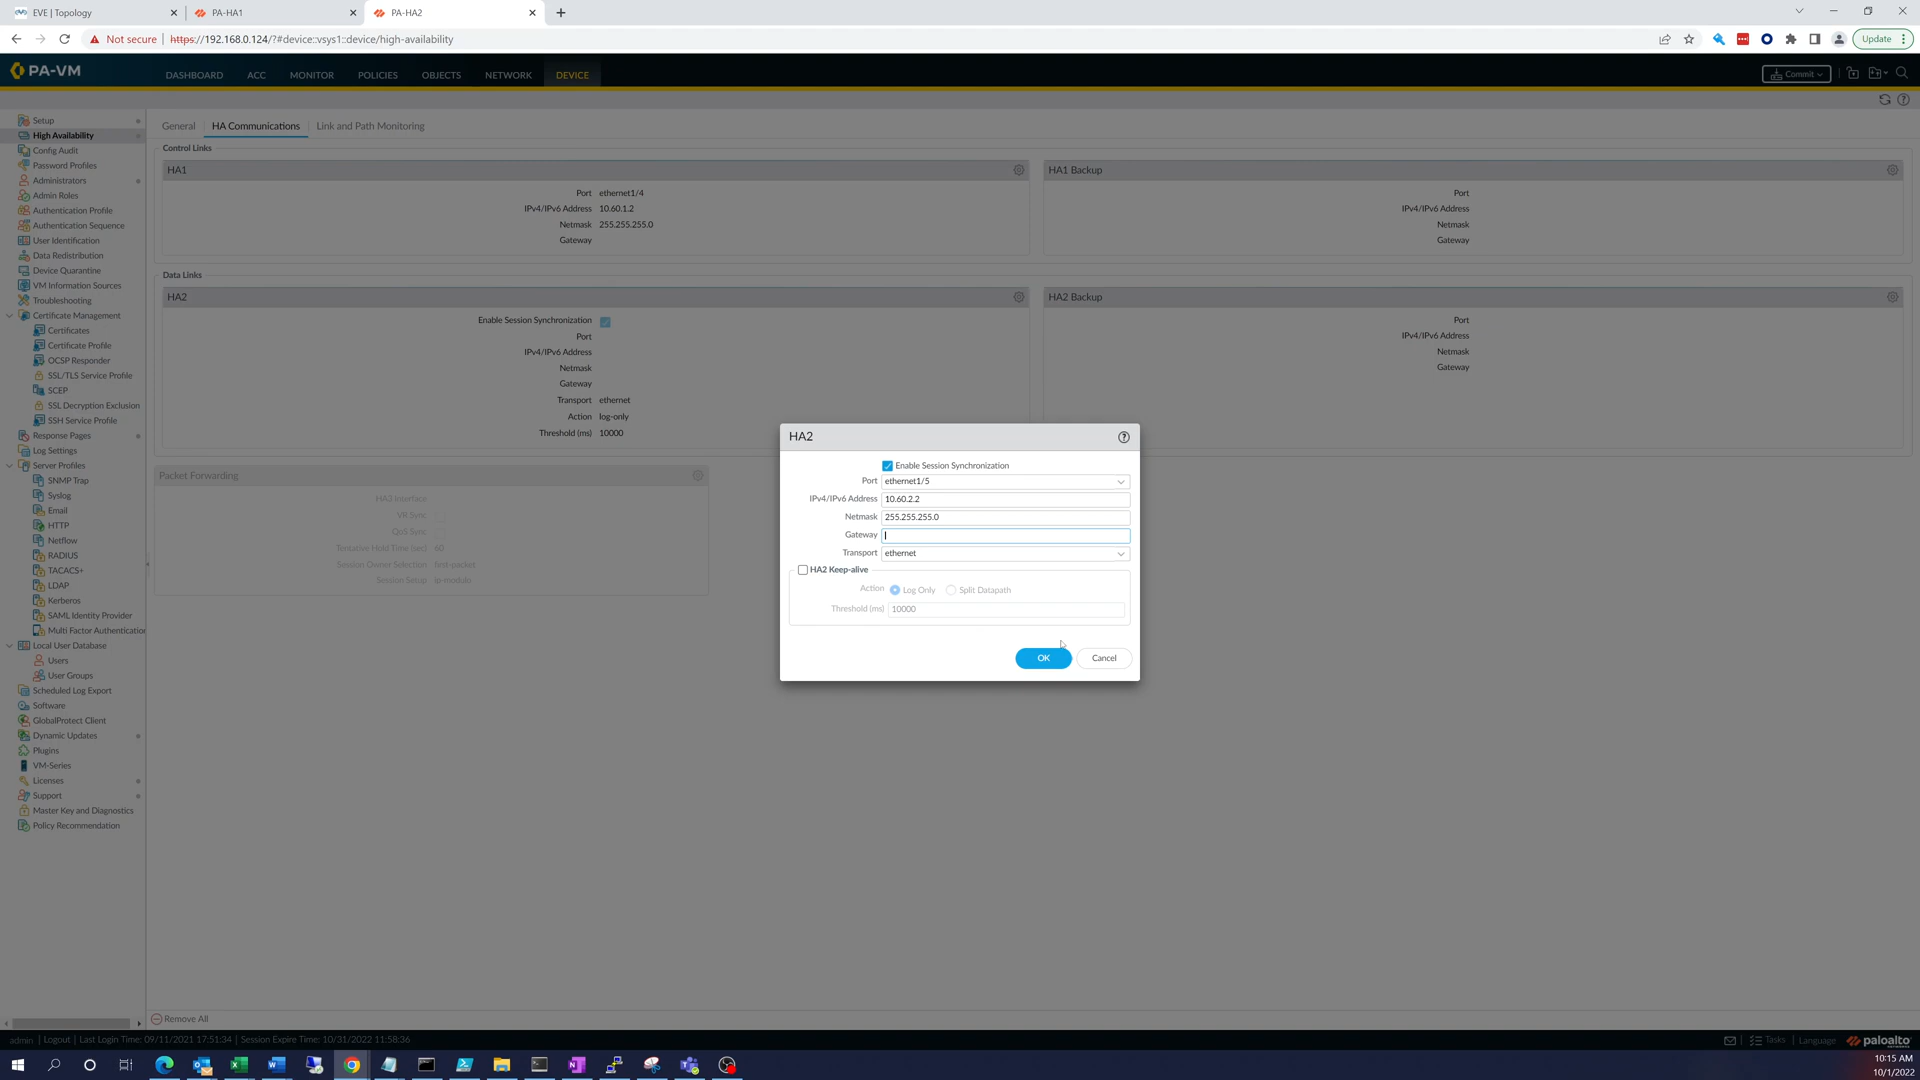 EVE | Topology
PA-HA1
PA-HA2
Not secure
https://192.168.0.124/?#device::vsys1::device/high-availability
Update
PA-VM
DASHBOARD
ACC
MONITOR
POLICIES
OBJECTS
NETWORK
DEVICE
Commit
Setup
High Availability
Config Audit
Password Profiles
Administrators
Admin Roles
Authentication Profile
Authentication Sequence
User Identification
Data Redistribution
Device Quarantine
VM Information Sources
Troubleshooting
Certificate Management
Certificates
Certificate Profile
OCSP Responder
SSL/TLS Service Profile
SCEP
SSL Decryption Exclusion
SSH Service Profile
Response Pages
Log Settings
Server Profiles
SNMP Trap
Syslog
Email
HTTP
Netflow
RADIUS
TACACS+
LDAP
Kerberos
SAML Identity Provider
Multi Factor Authentication
Local User Database
Users
User Groups
Scheduled Log Export
Software
GlobalProtect Client
Dynamic Updates
Plugins
VM-Series
Licenses
Support
Master Key and Diagnostics
Policy Recommendation
General
HA Communications
Link and Path Monitoring
Control Links
HA1
Port ethernet1/4
IPv4/IPv6 Address 10.60.1.2
Netmask 255.255.255.0
Gateway
HA1 Backup
Port
IPv4/IPv6 Address
Netmask
Gateway
Data Links
HA2
Enable Session Synchronization
Port
IPv4/IPv6 Address
Netmask
Gateway
Transport ethernet
Action log-only
Threshold (ms) 10000
HA2 Backup
Port
IPv4/IPv6 Address
Netmask
Gateway
Packet Forwarding
HA3 Interface
VR Sync
QoS Sync
Tentative Hold Time (sec) 60
Session Owner Selection first-packet
Session Setup ip-modulo
HA2
Enable Session Synchronization
Port ethernet1/5
IPv4/IPv6 Address 10.60.2.2
Netmask 255.255.255.0
Gateway
Transport ethernet
HA2 Keep-alive
Action Log Only Split Datapath
Threshold (ms) 10000
OK
Cancel
Remove All
admin | Logout | Last Login Time: 09/11/2021 17:51:34 | Session Expire Time: 10/31/2022 11:58:36
Tasks | Language
paloalto
10:15 AM
10/1/2022